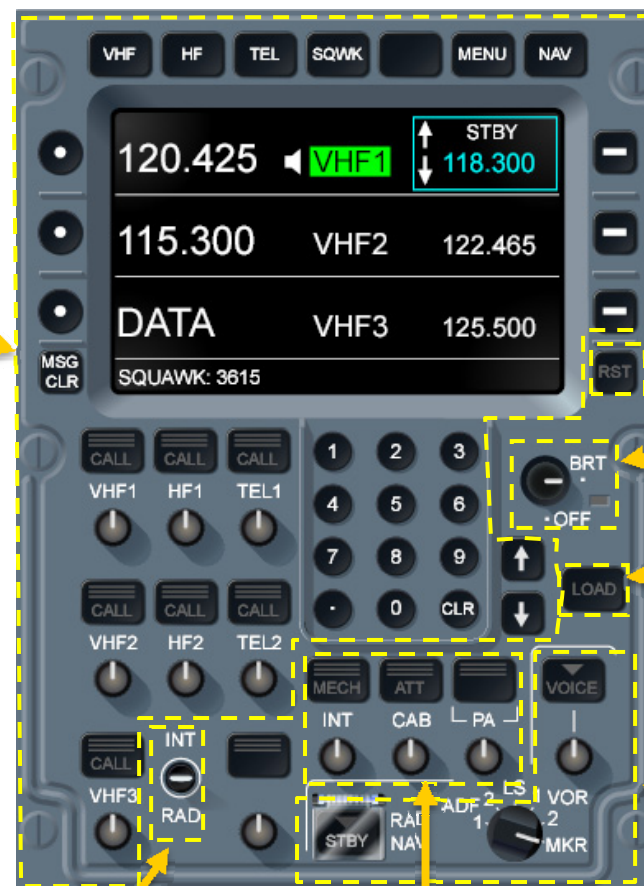 VHF HF TEL SQWK MENU NAV
120.425 VHF1 STBY
118.300
115.300 VHF2 122.465
DATA VHF3 125.500
SQUAWK: 3615
MSG
CLR
RST
CALL CALL CALL
VHF1 HF1 TEL1
1 2 3
BRT
4 5 6
OFF
7 8 9
CALL CALL CALL
LOAD
. 0 CLR
VHF2 HF2 TEL2
MECH ATT VOICE
INT CAB PA
INT
CALL
VHF3
RAD
STBY
RAD
NAV
ADF 1 2 LS VOR
2
MKR